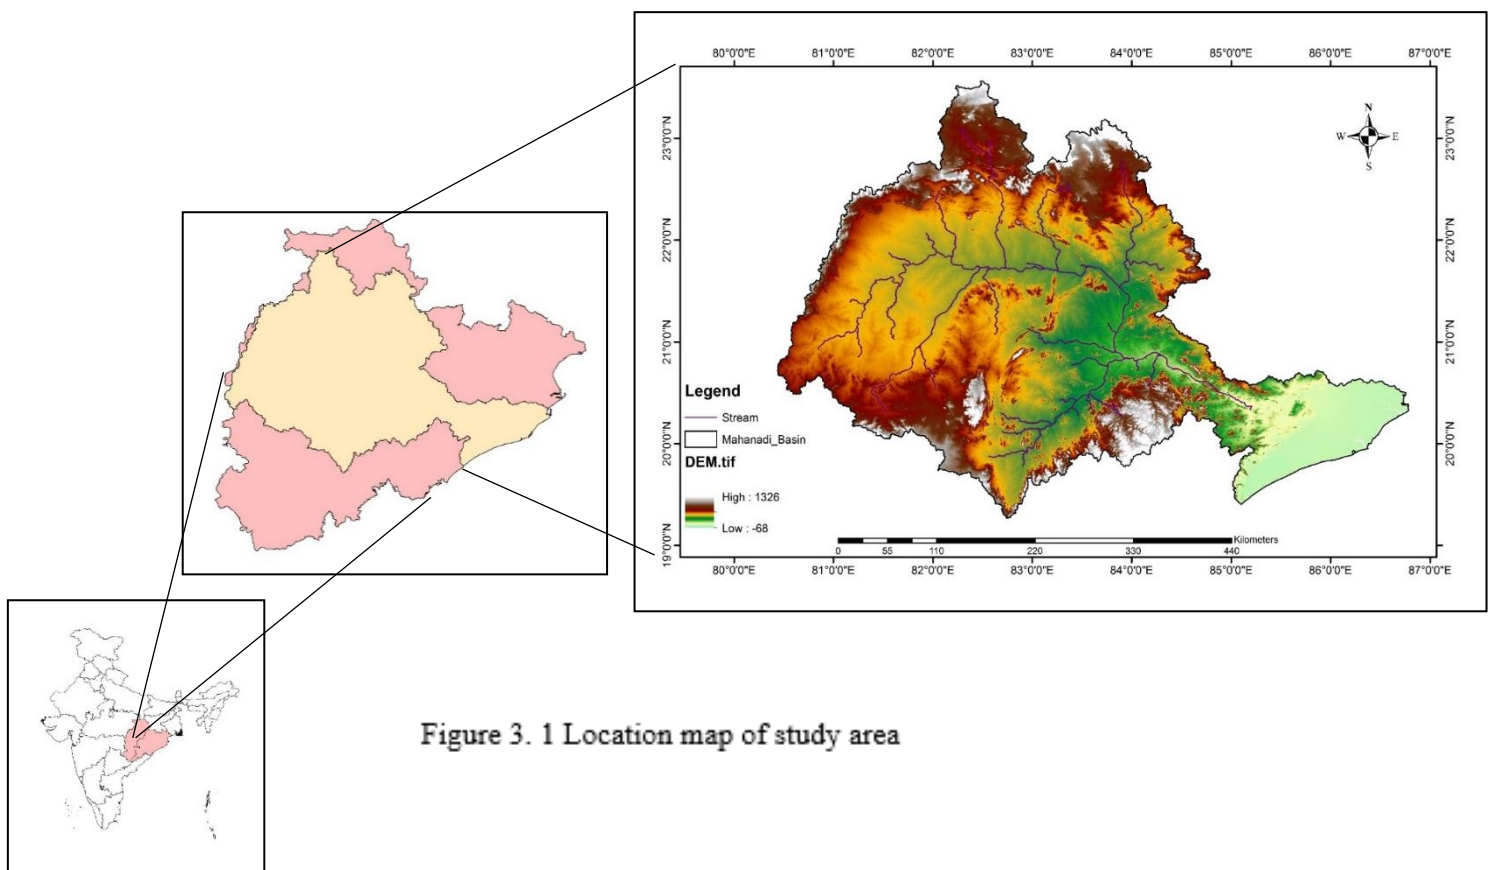 80°0'0"E 81°0'0"E 82°0'0"E 83°0'0"E 84°0'0"E 85°0'0"E 86°0'0"E 87°0'0"E
N
W E
S
23°0'0"N 23°0'0"N
22°0'0"N 22°0'0"N
21°0'0"N 21°0'0"N
20°0'0"N 20°0'0"N
19°0'0"N 19°0'0"N
Legend
Stream
Mahanadi_Basin
DEM.tif
High : 1326
Low : -68
Kilometers
0 55 110 220 330 440
80°0'0"E 81°0'0"E 82°0'0"E 83°0'0"E 84°0'0"E 85°0'0"E 86°0'0"E 87°0'0"E
Figure 3. 1 Location map of study area